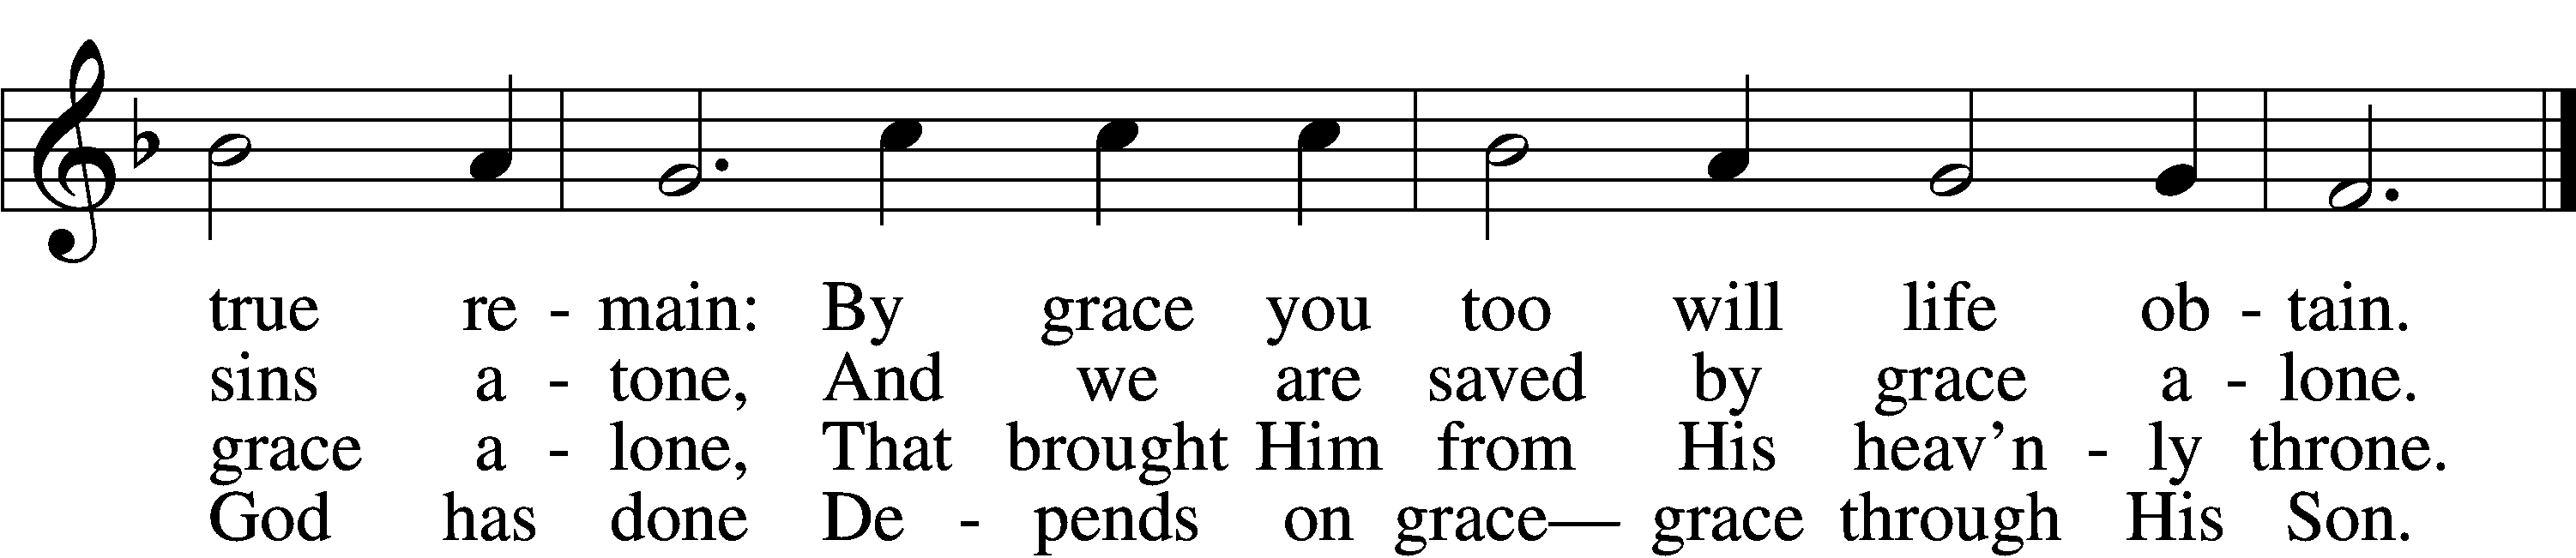 true re - main: By grace you too will life ob - tain.
sins a - tone, And we are saved by grace a - lone.
grace a - lone, That brought Him from His heav’n - ly throne.
God has done De - pends on grace— grace through His Son.